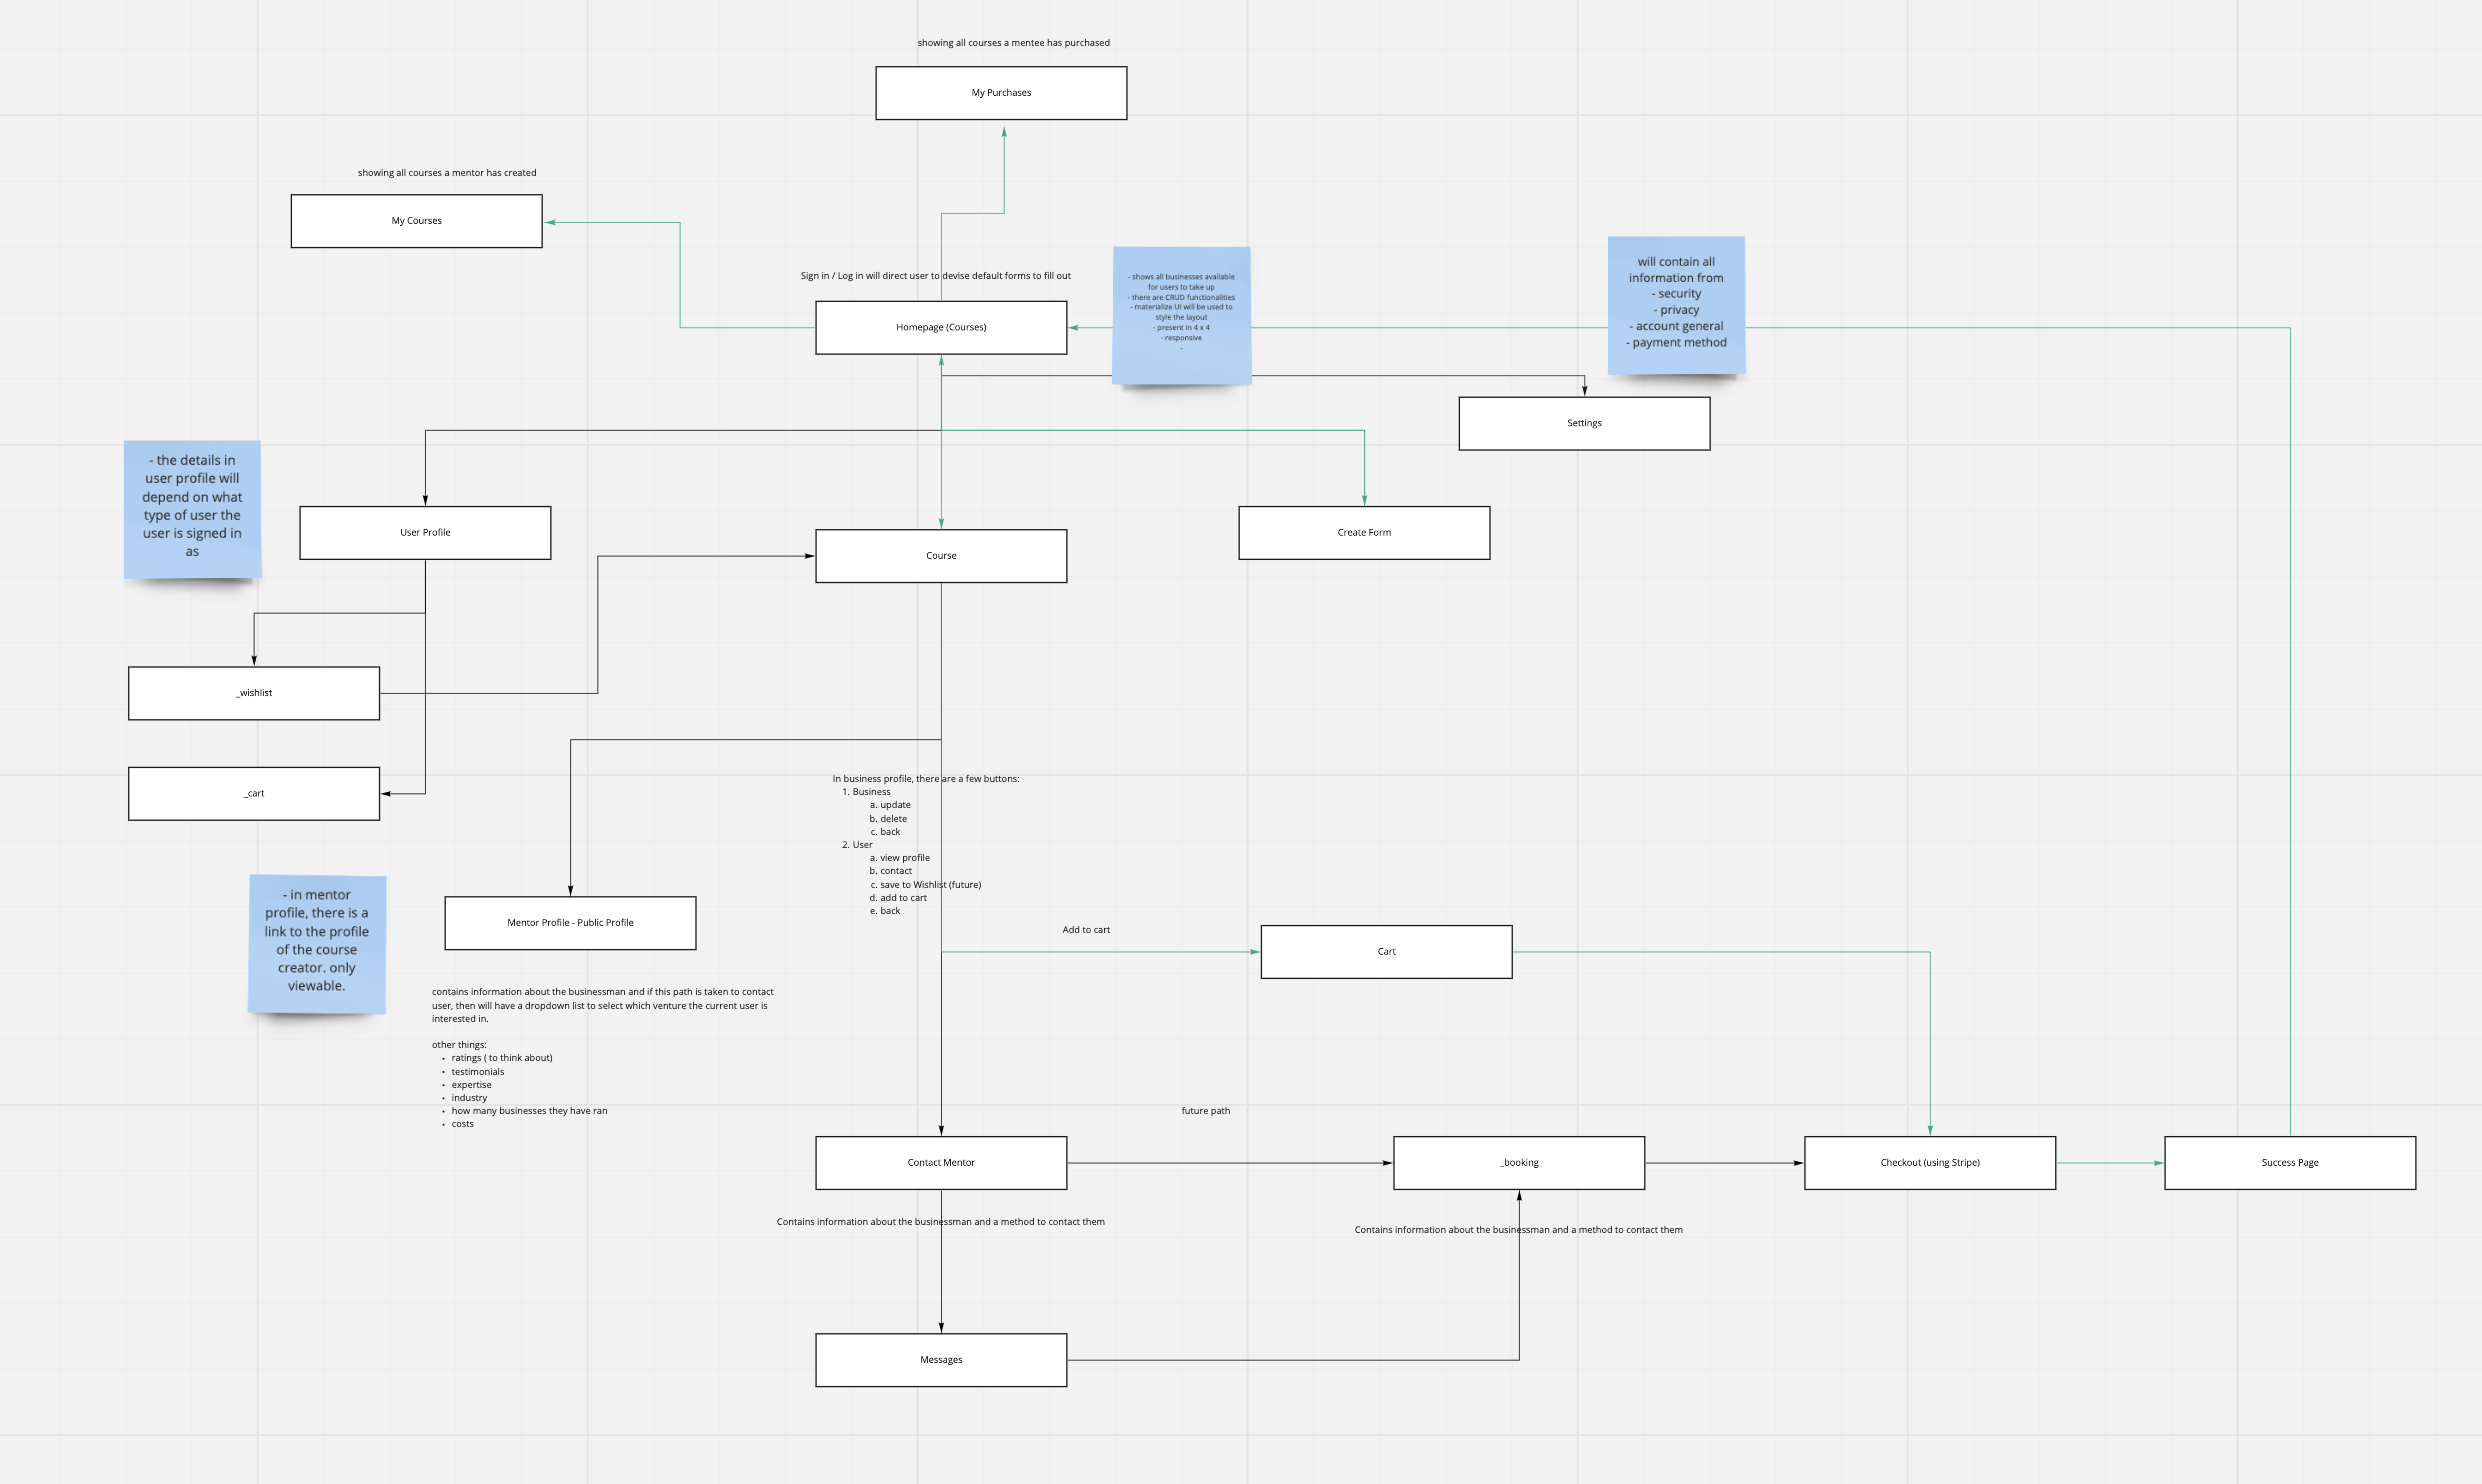 showing all courses a mentee has purchased
My Purchases
showing all courses a mentor has created
My Courses
Sign in / Log in will direct user to devise default forms to fill out
Homepage (Courses)
- shows all businesses available
for users to take up
- there are CRUD functionalities
- materialize UI will be used to
style the layout
- present in 4 x 4
- responsive
-
will contain all
information from
- security
- privacy
- account general
- payment method
Settings
- the details in
user profile will
depend on what
type of user the
user is signed in
as
User Profile
Create Form
Course
_wishlist
_cart
In business profile, there are a few buttons:
1. Business
a. update
b. delete
c. back
2. User
a. view profile
b. contact
c. save to Wishlist (future)
d. add to cart
e. back
- in mentor
profile, there is a
link to the profile
of the course
creator. only
viewable.
Mentor Profile - Public Profile
Add to cart
Cart
contains information about the businessman and if this path is taken to contact
user, then will have a dropdown list to select which venture the current user is
interested in.
other things:
• ratings ( to think about)
• testimonials
• expertise
• industry
• how many businesses they have ran
• costs
future path
Contact Mentor
_booking
Checkout (using Stripe)
Success Page
Contains information about the businessman and a method to contact them
Contains information about the businessman and a method to contact them
Messages